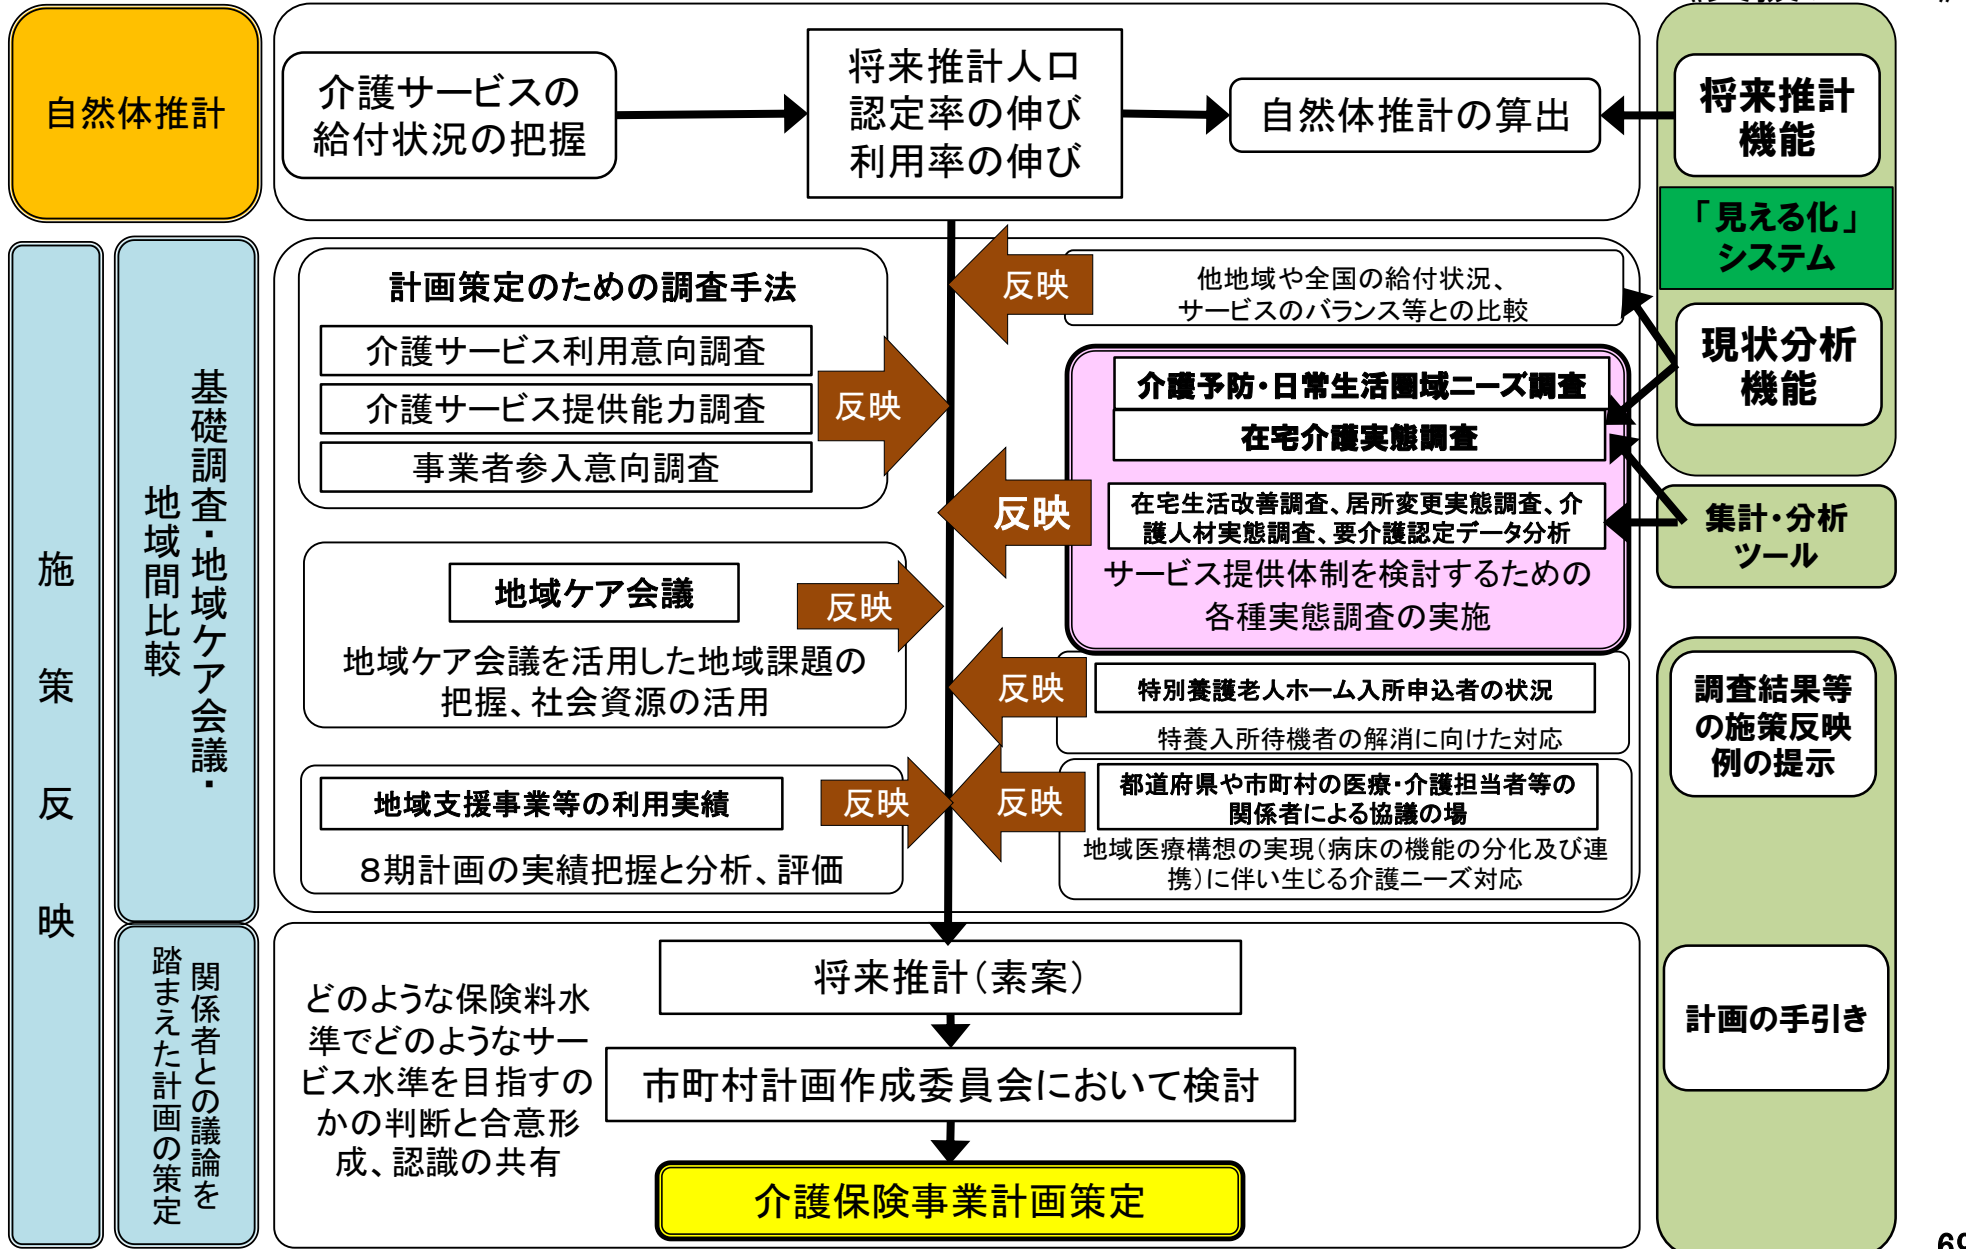 自然体推計
介護サービスの
給付状況の把握
将来推計人口
認定率の伸び
利用率の伸び
自然体推計の算出
将来推計
機能
「見える化」
システム
現状分析
機能
集計・分析
ツール
調査結果等
の施策反映
例の提示
計画の手引き
施策反映
基礎調査・地域ケア会議・
地域間比較
計画策定のための調査手法
介護サービス利用意向調査
介護サービス提供能力調査
事業者参入意向調査
反映
反映
他地域や全国の給付状況、
サービスのバランス等との比較
介護予防・日常生活圏域ニーズ調査
在宅介護実態調査
在宅生活改善調査、居所変更実態調査、介
護人材実態調査、要介護認定データ分析
サービス提供体制を検討するための
各種実態調査の実施
反映
地域ケア会議
地域ケア会議を活用した地域課題の
把握、社会資源の活用
反映
反映
特別養護老人ホーム入所申込者の状況
特養入所待機者の解消に向けた対応
地域支援事業等の利用実績
8期計画の実績把握と分析、評価
反映
反映
都道府県や市町村の医療・介護担当者等の
関係者による協議の場
地域医療構想の実現(病床の機能の分化及び連
携)に伴い生じる介護ニーズ対応
関係者との議論を
踏まえた計画の策定
どのような保険料水
準でどのようなサー
ビス水準を目指すの
かの判断と合意形
成、認識の共有
将来推計(素案)
市町村計画作成委員会において検討
介護保険事業計画策定